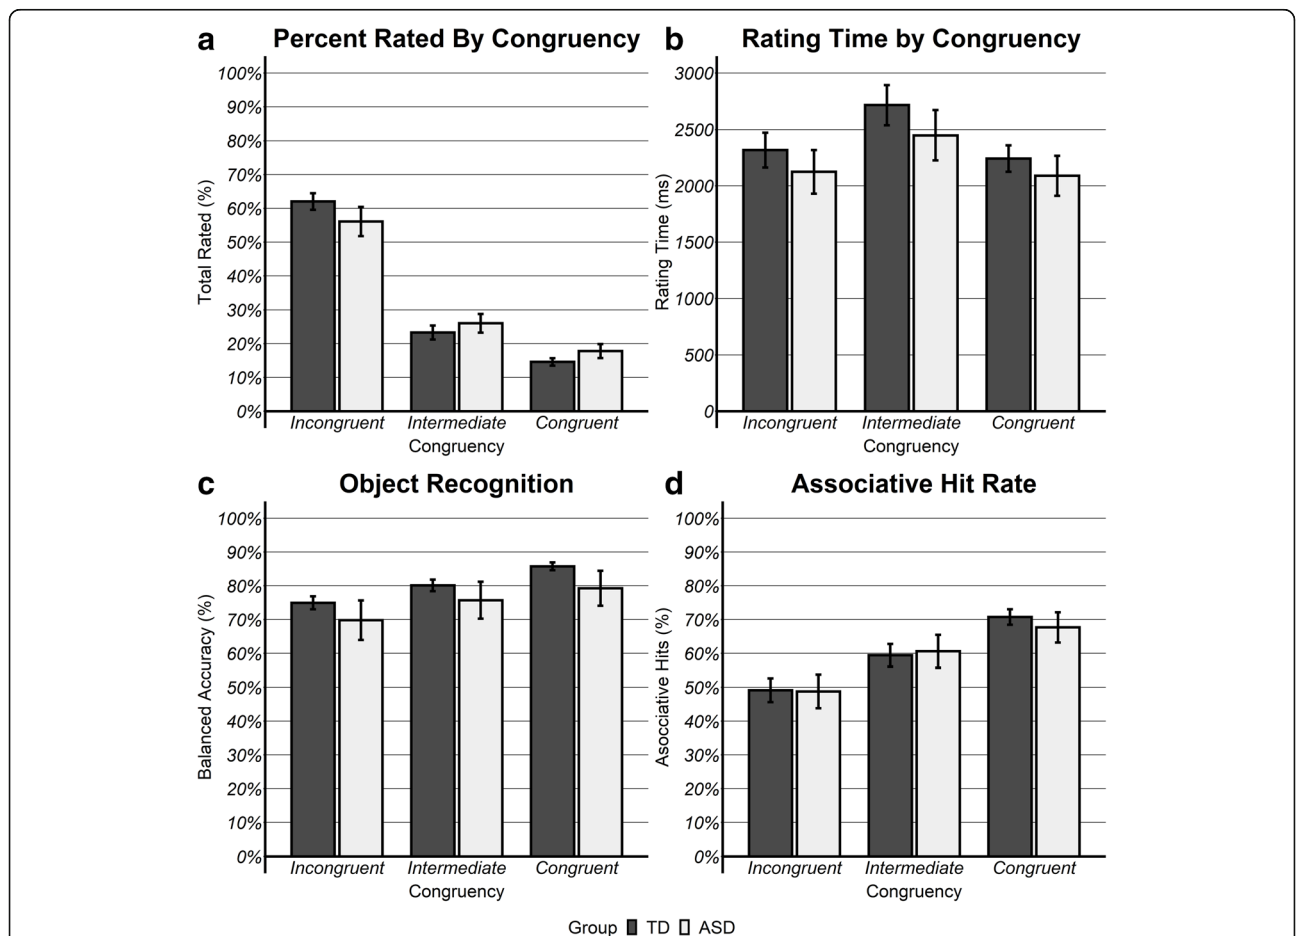 a Percent Rated By Congruency
100%
90%
80%
70%
60%
50%
40%
30%
20%
10%
0%
Total Rated (%)
Incongruent Intermediate Congruent
Congruency
b Rating Time by Congruency
3000
2500
2000
1500
1000
500
0
Rating Time (ms)
Incongruent Intermediate Congruent
Congruency
c Object Recognition
100%
90%
80%
70%
60%
50%
40%
30%
20%
10%
0%
Balanced Accuracy (%)
Incongruent Intermediate Congruent
Congruency
d Associative Hit Rate
100%
90%
80%
70%
60%
50%
40%
30%
20%
10%
0%
Asocciative Hits (%)
Incongruent Intermediate Congruent
Congruency
Group TD ASD